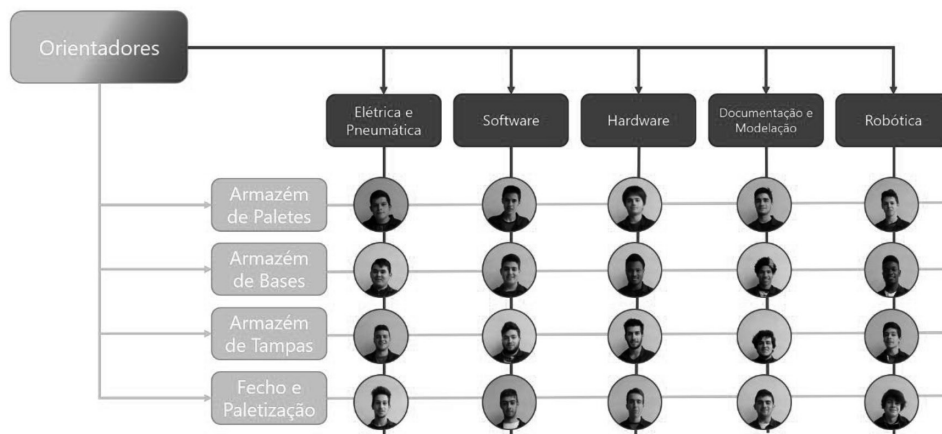 Orientadores
Elétrica e
Pneumática
Software
Hardware
Documentação e
Modelação
Robótica
Armazém
de Paletes
Armazém
de Bases
Armazém
de Tampas
Fecho e
Paletização